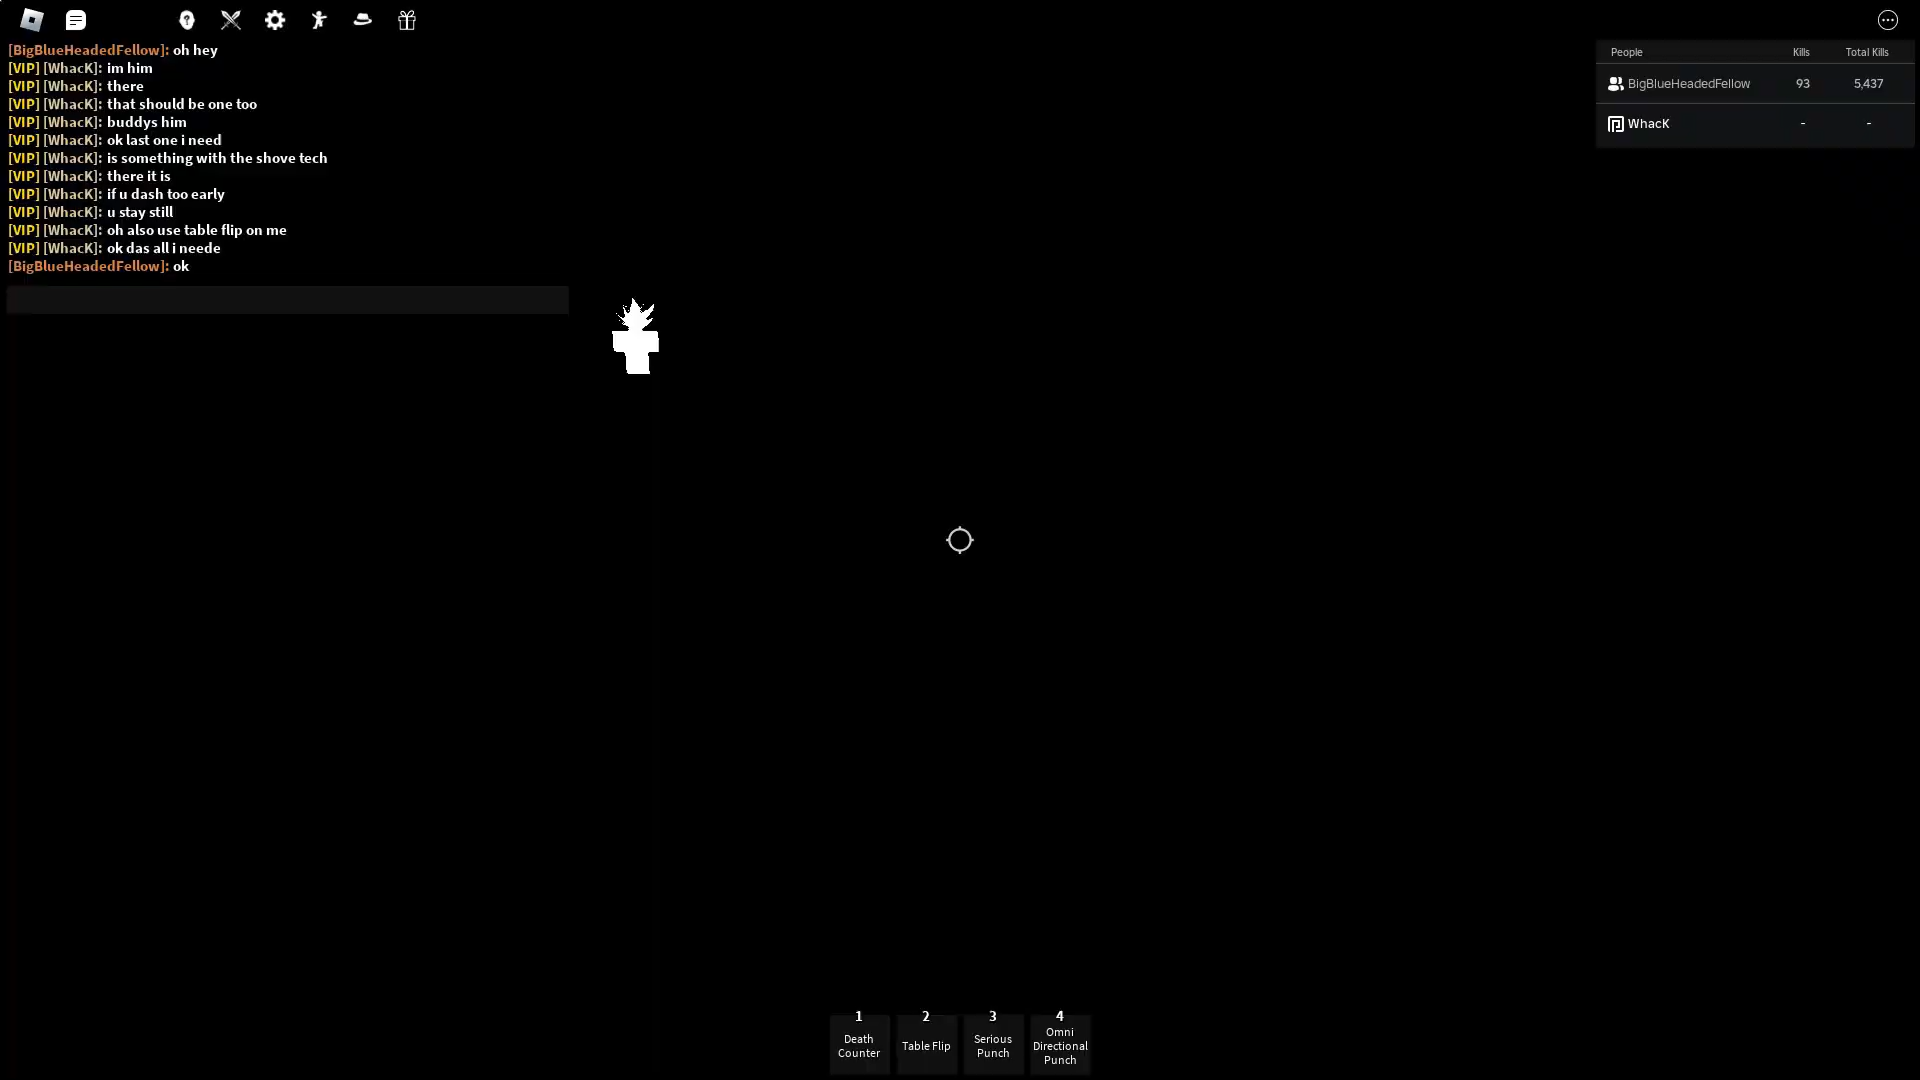 [BigBlueHeadedFellow]: oh hey
[VIP] [WhacK]: im him
[VIP] [WhacK]: there
[VIP] [WhacK]: that should be one too
[VIP] [WhacK]: buddys him
[VIP] [WhacK]: ok last one i need
[VIP] [WhacK]: is something with the shove tech
[VIP] [WhacK]: there it is
[VIP] [WhacK]: if u dash too early
[VIP] [WhacK]: u stay still
[VIP] [WhacK]: oh also use table flip on me
[VIP] [WhacK]: ok das all i neede
[BigBlueHeadedFellow]: ok
People Kills Total Kills
BigBlueHeadedFellow 93 5,437
WhacK - -
1 2 3 4
Death Counter
Table Flip
Serious Punch
Omni Directional Punch